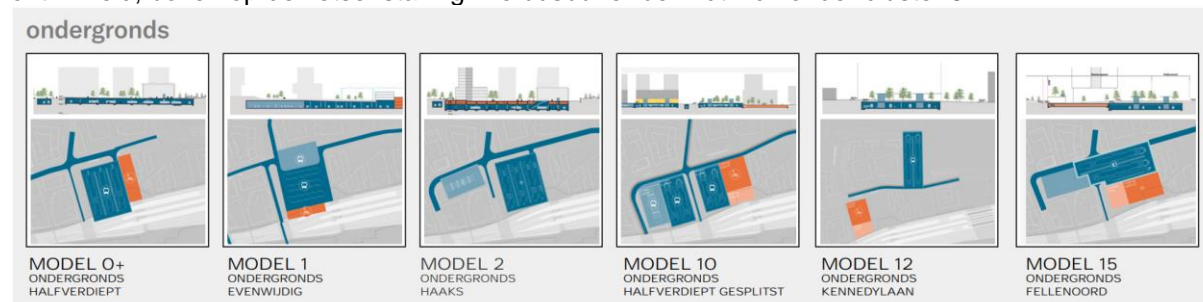 ondergronds
MODEL 0+
ONDERGRONDS
HALFVERDIEPT
MODEL 1
ONDERGRONDS
EVENWIJDIG
MODEL 2
ONDERGRONDS
HAAKS
MODEL 10
ONDERGRONDS
HALFVERDIEPT GESPLITST
MODEL 12
ONDERGRONDS
KENNEDYLAAN
MODEL 15
ONDERGRONDS
FELLENOORD